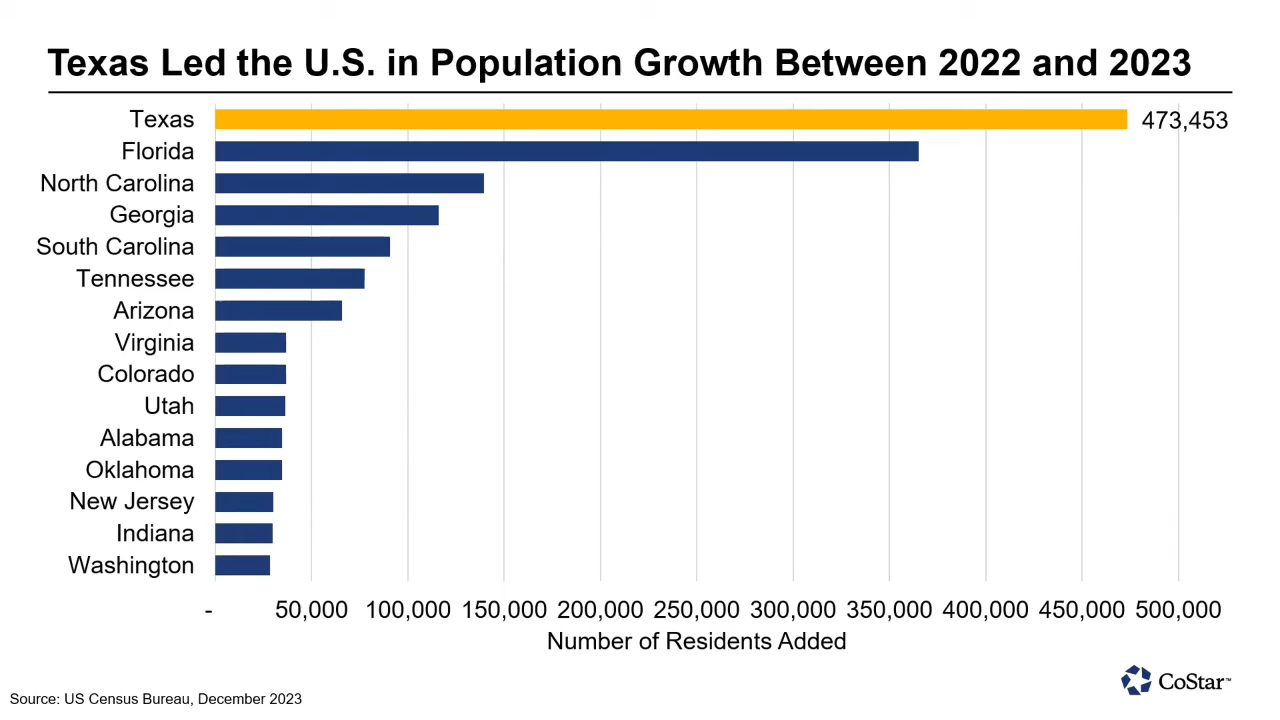 Texas Led the U.S. in Population Growth Between 2022 and 2023
Texas
473,453
Florida
North Carolina
Georgia
South Carolina
Tennessee
Arizona
Virginia
Colorado
Utah
Alabama
Oklahoma
New Jersey
Indiana
Washington
- 50,000 100,000 150,000 200,000 250,000 300,000 350,000 400,000 450,000 500,000
Number of Residents Added
CoStar™
Source: US Census Bureau, December 2023